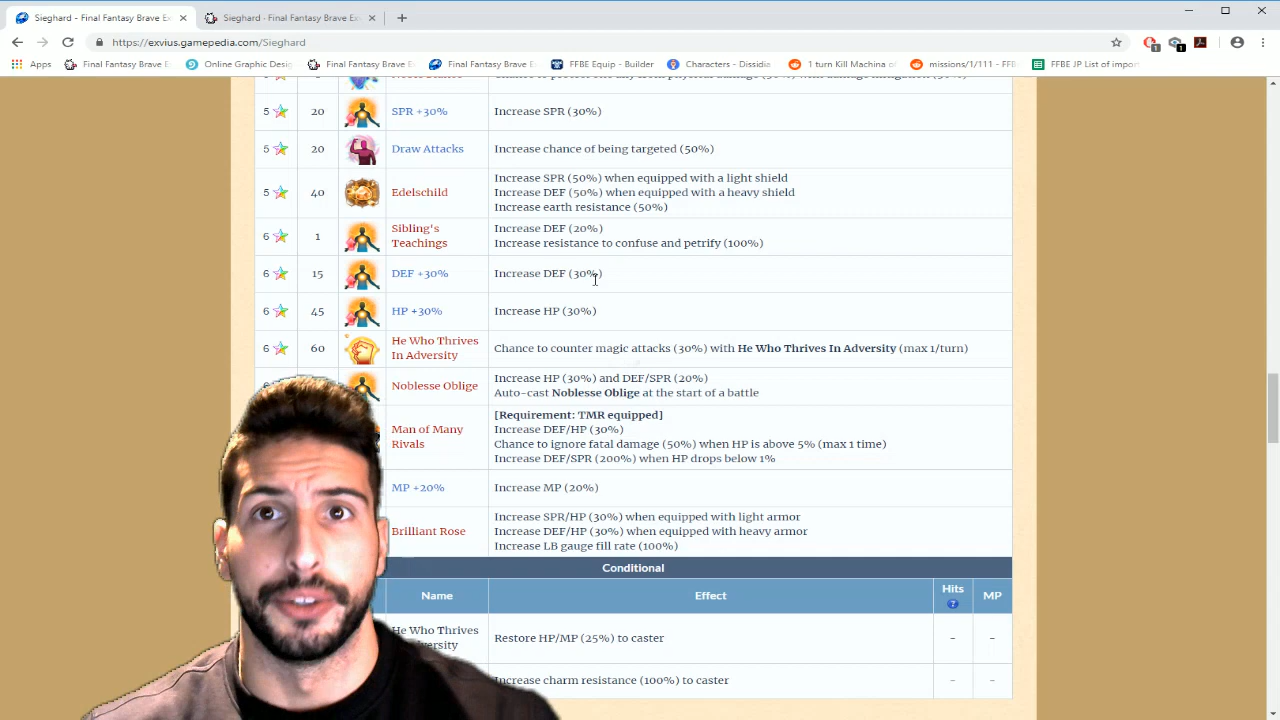 Sieghard - Final Fantasy Brave Ex
Sieghard - Final Fantasy Brave Ex
https://exvius.gamepedia.com/Sieghard
Apps
Final Fantasy Brave Ex
Online Graphic Desig
Final Fantasy Brave Ex
Final Fantasy Brave Ex
FFBE Equip - Builder
Characters - Dissidia
1 turn Kill Machina of
missions/1/111 - FFB
FFBE JP List of impor
5 20 SPR +30% Increase SPR (30%)
5 20 Draw Attacks Increase chance of being targeted (50%)
Increase SPR (50%) when equipped with a light shield
5 40 Edelschild Increase DEF (50%) when equipped with a heavy shield
Increase earth resistance (50%)
6 1 Sibling's Teachings Increase DEF (20%)
Increase resistance to confuse and petrify (100%)
6 15 DEF +30% Increase DEF (30%)
6 45 HP +30% Increase HP (30%)
6 60 He Who Thrives In Adversity Chance to counter magic attacks (30%) with He Who Thrives In Adversity (max 1/turn)
Noblesse Oblige Increase HP (30%) and DEF/SPR (20%)
Auto-cast Noblesse Oblige at the start of a battle
[Requirement: TMR equipped]
Man of Many Rivals Increase DEF/HP (30%)
Chance to ignore fatal damage (50%) when HP is above 5% (max 1 time)
Increase DEF/SPR (200%) when HP drops below 1%
MP +20% Increase MP (20%)
Increase SPR/HP (30%) when equipped with light armor
Brilliant Rose Increase DEF/HP (30%) when equipped with heavy armor
Increase LB gauge fill rate (100%)
Conditional
Name Effect Hits ? MP
He Who Thrives Restore HP/MP (25%) to caster - -
Increase charm resistance (100%) to caster - -